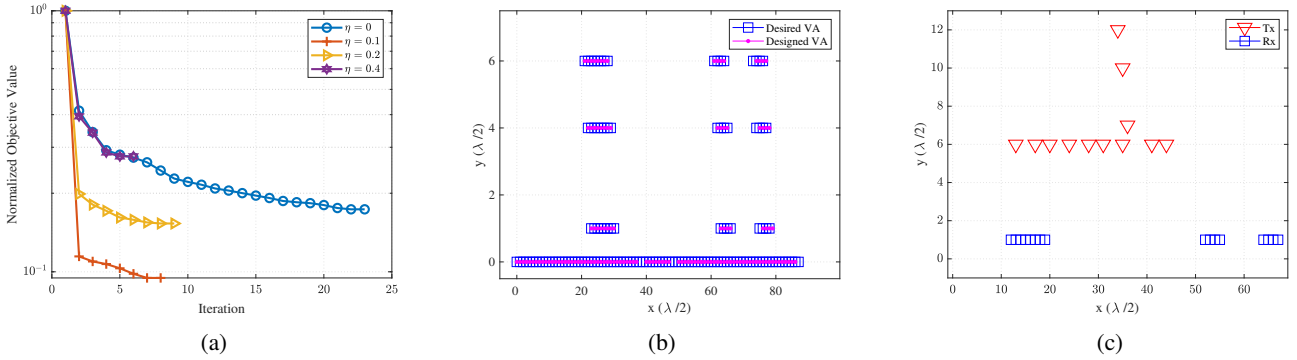 Normalized Objective Value
10⁰
10⁻¹
η = 0
η = 0.1
η = 0.2
η = 0.4
0 5 10 15 20 25
Iteration
(a)
y (λ/2)
6
4
2
0
Desired VA
Designed VA
0 20 40 60 80
x (λ/2)
(b)
y (λ/2)
12
10
8
6
4
2
0
Tx
Rx
0 10 20 30 40 50 60
x (λ/2)
(c)